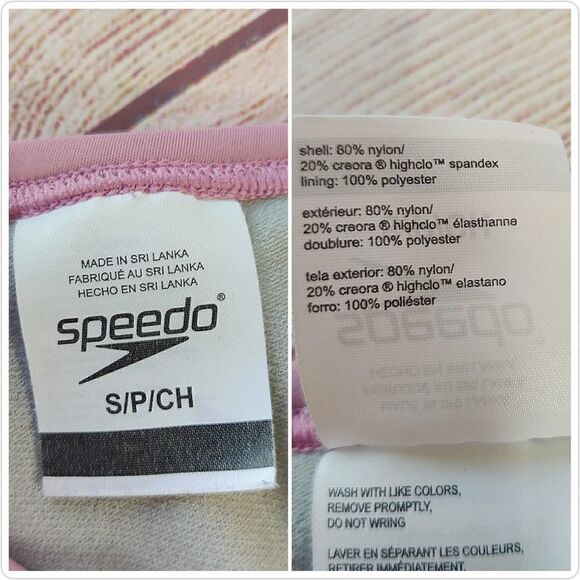 MADE IN SRI LANKA
FABRIQUÉ AU SRI LANKA
HECHO EN SRI LANKA
speedo®
S/P/CH
shell: 80% nylon/
20% creora ® highclo™ spandex
lining: 100% polyester
extérieur: 80% nylon/
20% creora ® highclo™ élasthanne
doublure: 100% polyester
tela exterior: 80% nylon/
20% creora ® highclo™ elastano
forro: 100% poliéster
WASH WITH LIKE COLORS,
REMOVE PROMPTLY,
DO NOT WRING
LAVER EN SÉPARANT LES COULEURS,
RETIRER IMMÉDIATEMENT,